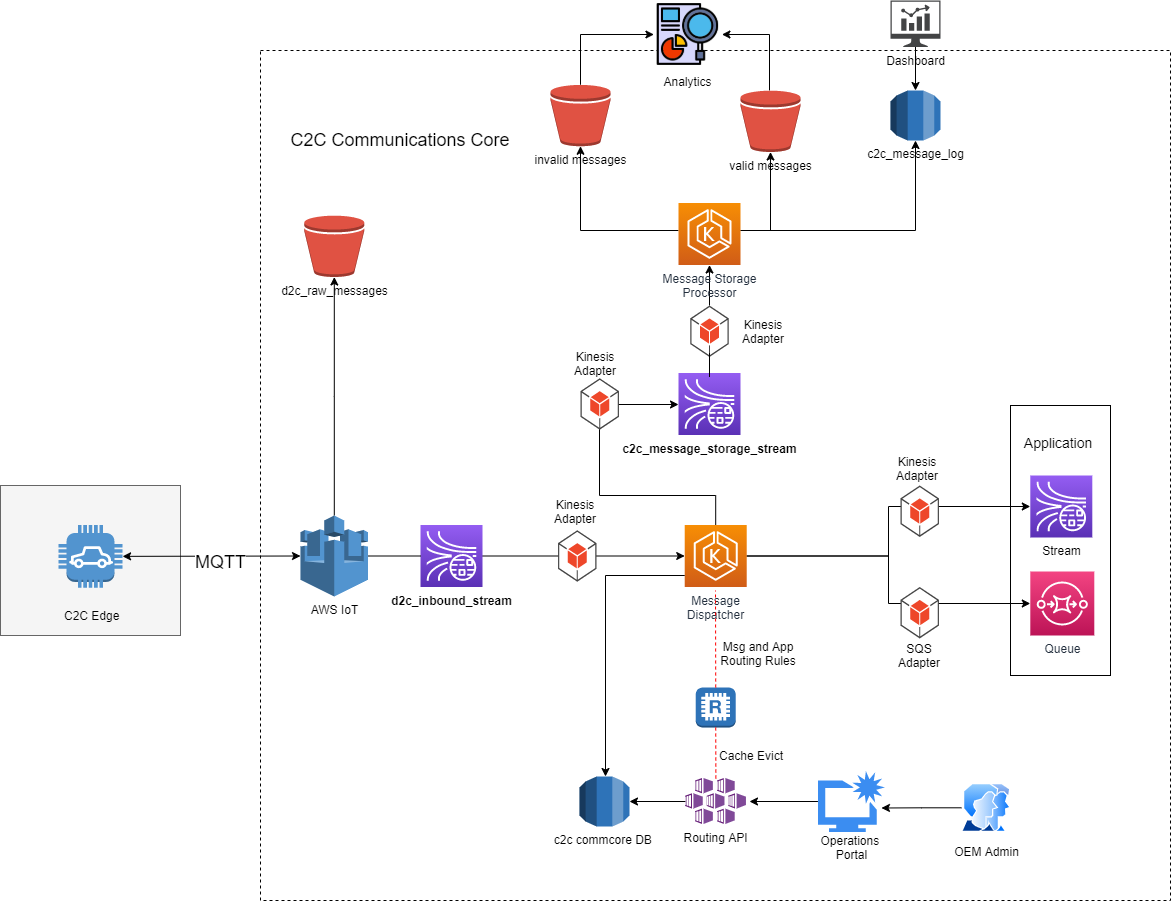 Dashboard
Analytics
C2C Communications Core
invalid messages
valid messages
c2c_message_log
d2c_raw_messages
Message Storage
Processor
Kinesis
Adapter
Kinesis
Adapter
c2c_message_storage_stream
Application
Kinesis
Adapter
Kinesis
Adapter
Stream
MQTT
C2C Edge
AWS IoT
d2c_inbound_stream
Message
Dispatcher
SQS
Adapter
Queue
Msg and App
Routing Rules
R
Cache Evict
c2c commcore DB
Routing API
Operations
Portal
OEM Admin
K
K